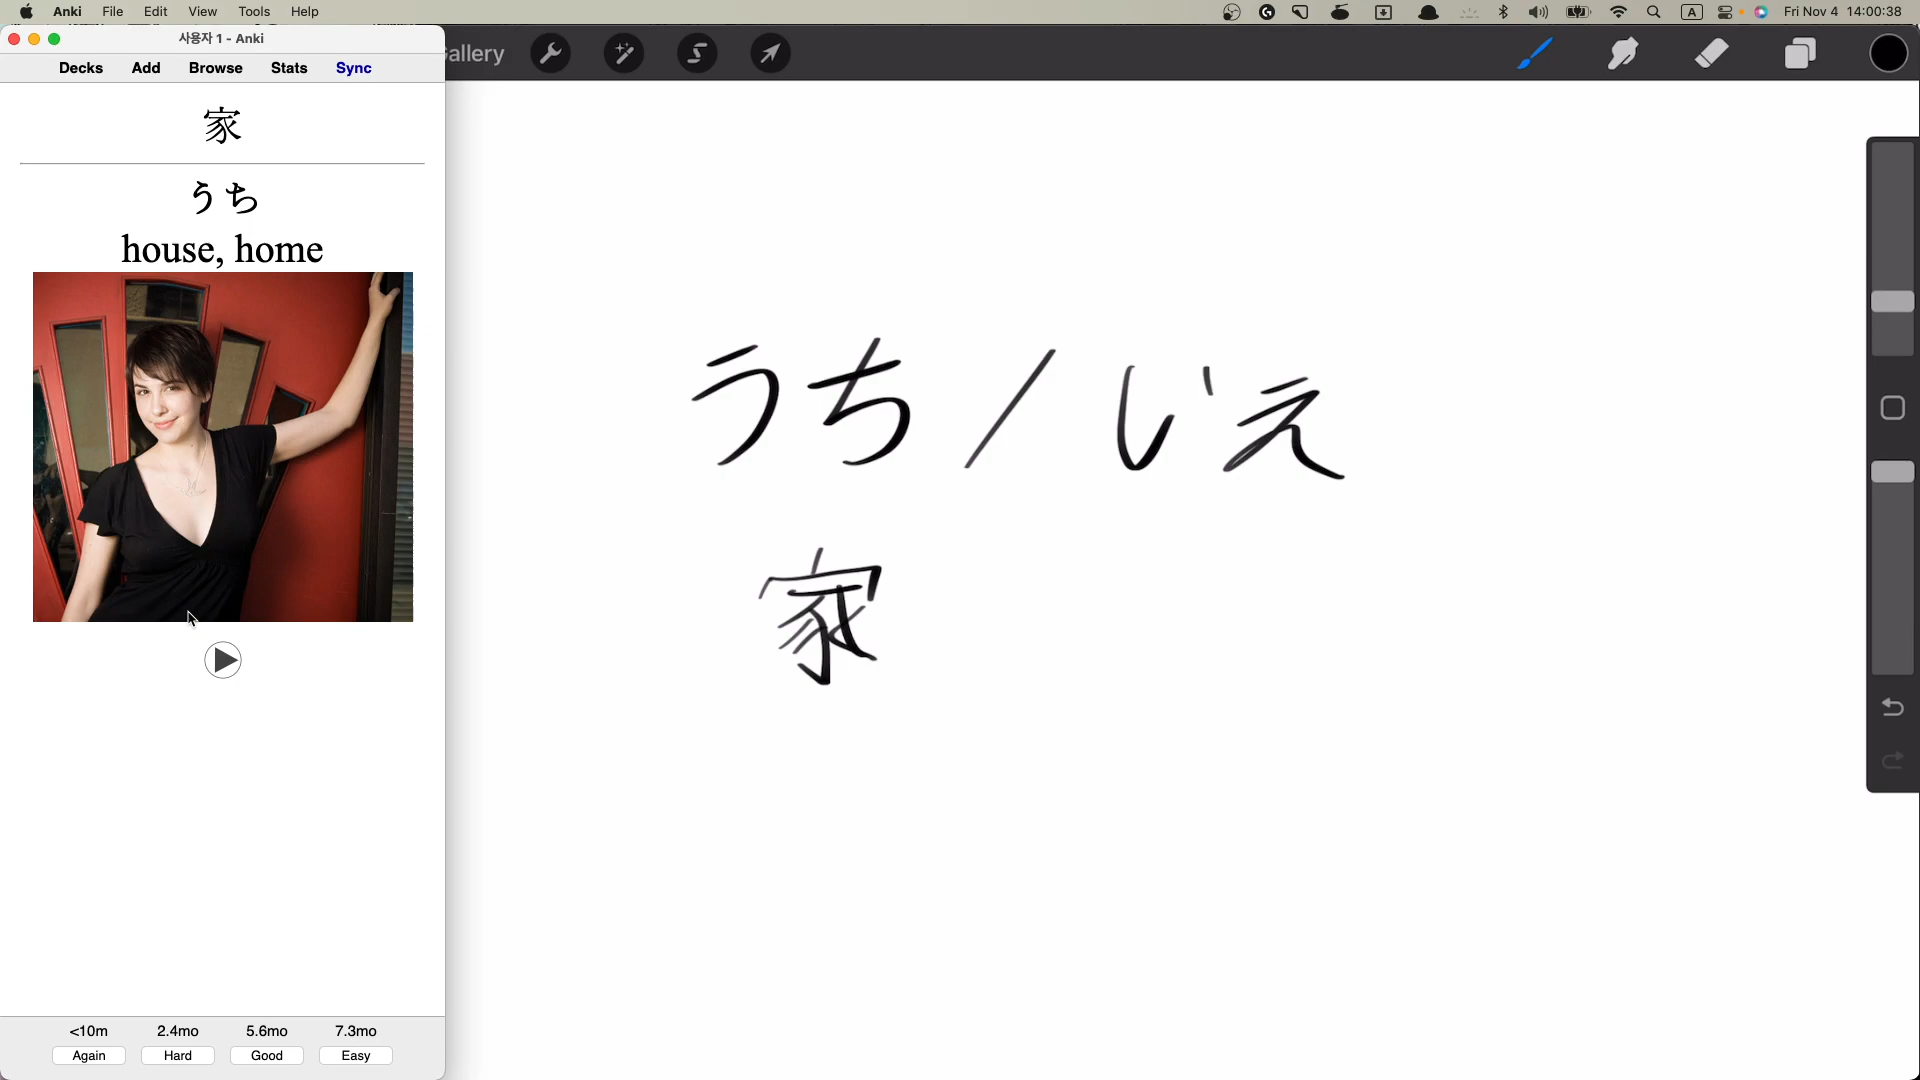 Anki File Edit View Tools Help A Fri Nov 4 14:00:38
사용자 1 - Anki
allery
Decks Add Browse Stats Sync
家
うち
house, home
うち / じえ
家
<10m 2.4mo 5.6mo 7.3mo
Again Hard Good Easy